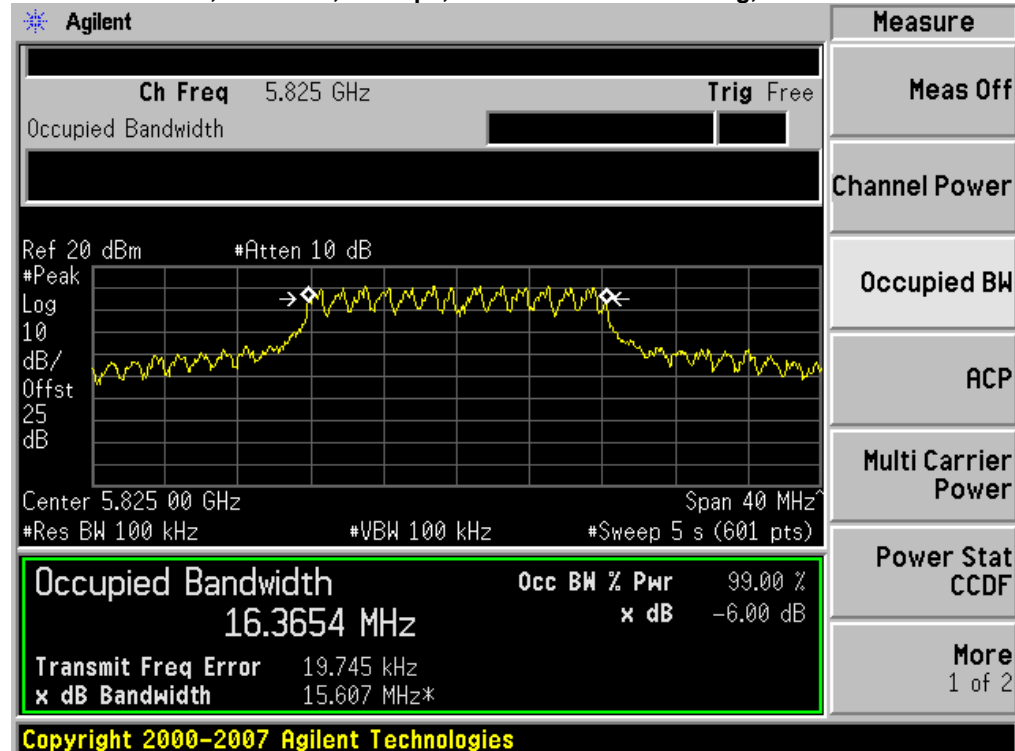 Agilent
Measure
Ch Freq 5.825 GHz
Trig Free
Occupied Bandwidth
Meas Off
Channel Power
Occupied BW
ACP
Multi Carrier
Power
Power Stat
CCDF
More
1 of 2
Ref 20 dBm #Atten 10 dB
#Peak
Log
10
dB/
Offst
25
dB
Center 5.825 00 GHz Span 40 MHz^
#Res BW 100 kHz #VBW 100 kHz #Sweep 5 s (601 pts)
Occupied Bandwidth
16.3654 MHz
Occ BW % Pwr 99.00 %
x dB -6.00 dB
Transmit Freq Error 19.745 kHz
x dB Bandwidth 15.607 MHz*
Copyright 2000-2007 Agilent Technologies